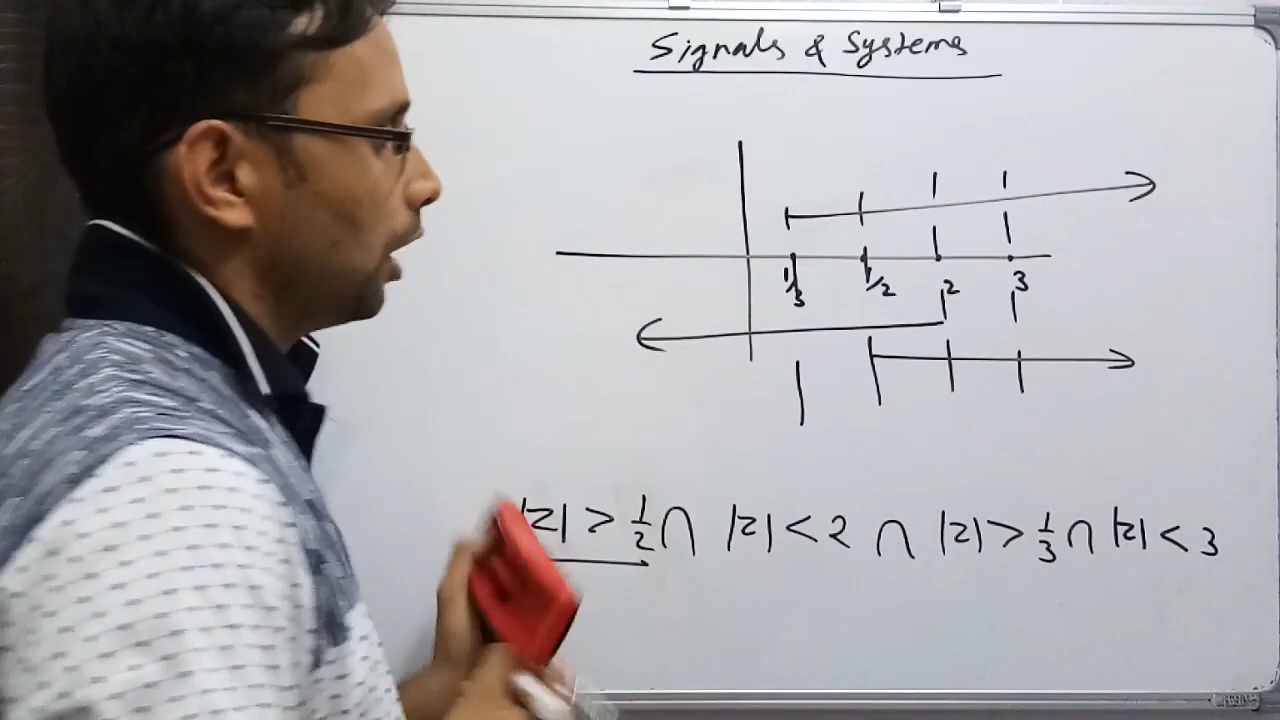 Signals & Systems
1/3 1/2 2 3
|z| > 1/2 ∩ |z| < 2 ∩ |z| > 1/3 ∩ |z| < 3